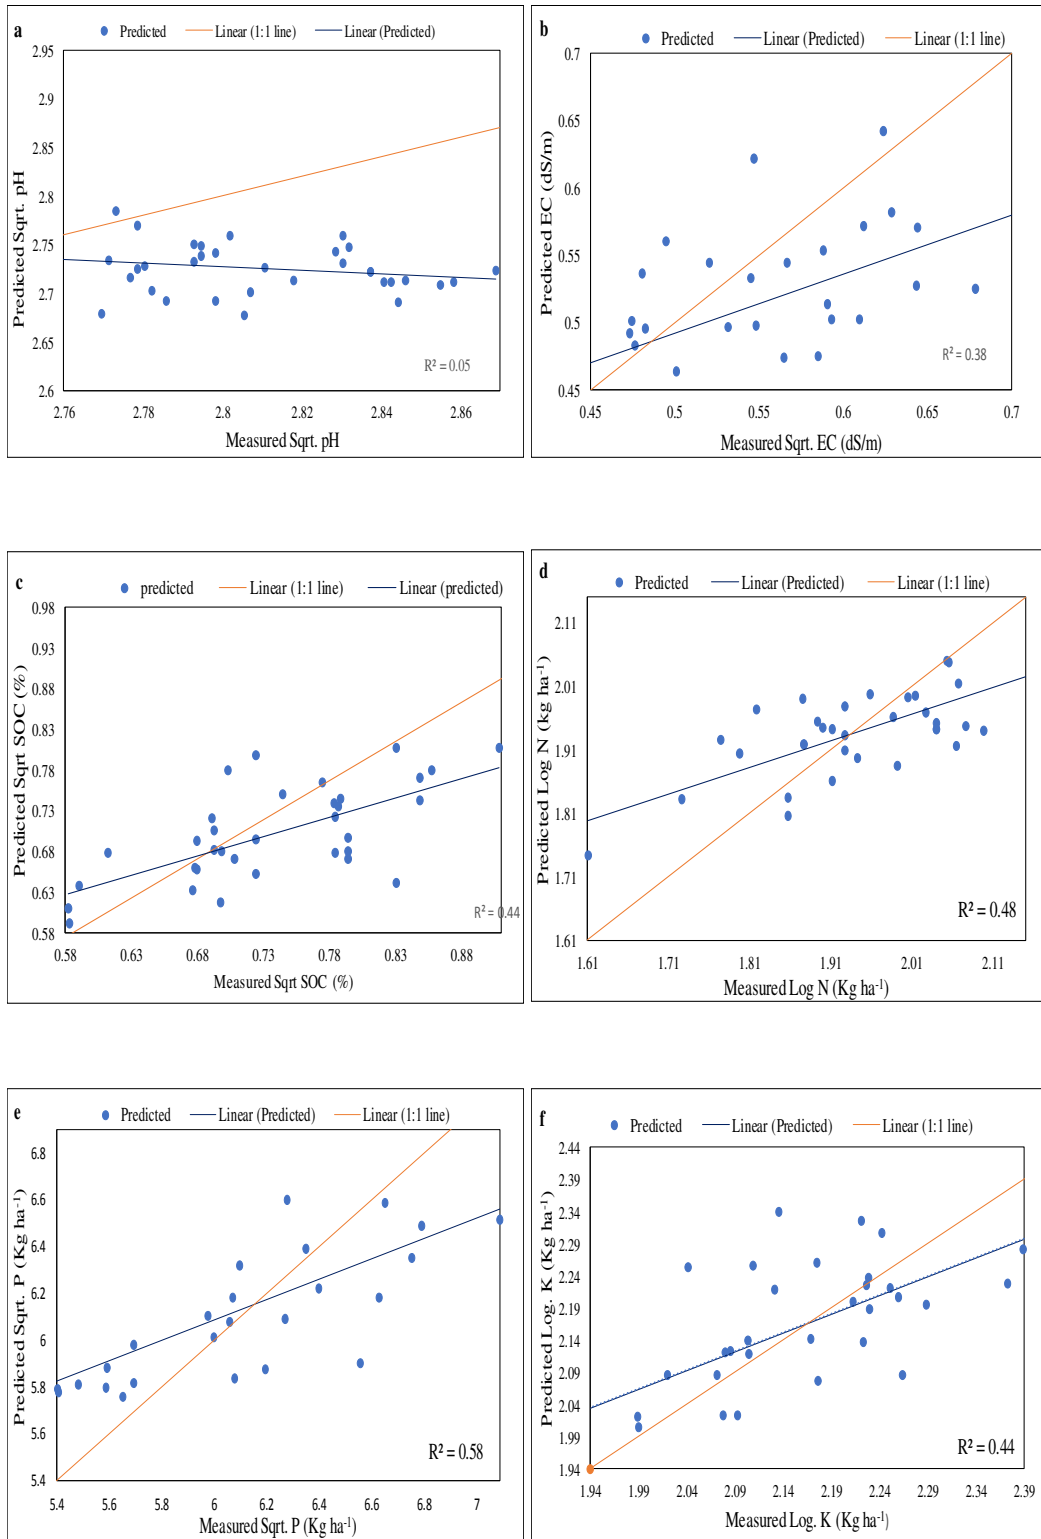 a
Predicted Linear (1:1 line) Linear (Predicted)
2.95
2.9
2.85
2.8
2.75
2.7
2.65
2.6
Predicted Sqrt. pH
R² = 0.05
2.76 2.78 2.8 2.82 2.84 2.86
Measured Sqrt. pH
b
Predicted Linear (Predicted) Linear (1:1 line)
0.7
0.65
0.6
0.55
0.5
0.45
Predicted EC (dS/m)
R² = 0.38
0.45 0.5 0.55 0.6 0.65 0.7
Measured Sqrt. EC (dS/m)
c
predicted Linear (1:1 line) Linear (predicted)
0.98
0.93
0.88
0.83
0.78
0.73
0.68
0.63
0.58
Predicted Sqrt SOC (%)
R² = 0.44
0.58 0.63 0.68 0.73 0.78 0.83 0.88
Measured Sqrt SOC (%)
d
Predicted Linear (Predicted) Linear (1:1 line)
2.11
2.01
1.91
1.81
1.71
1.61
Predicted Log N (kg ha⁻¹)
R² = 0.48
1.61 1.71 1.81 1.91 2.01 2.11
Measured Log N (Kg ha⁻¹)
e
Predicted Linear (Predicted) Linear (1:1 line)
6.8
6.6
6.4
6.2
6
5.8
5.6
5.4
Predicted Sqrt. P (Kg ha⁻¹)
R² = 0.58
5.4 5.6 5.8 6 6.2 6.4 6.6 6.8 7
Measured Sqrt. P (Kg ha⁻¹)
f
Predicted Linear (Predicted) Linear (1:1 line)
2.44
2.39
2.34
2.29
2.24
2.19
2.14
2.09
2.04
1.99
1.94
Predicted Log. K (Kg ha⁻¹)
R² = 0.44
1.94 1.99 2.04 2.09 2.14 2.19 2.24 2.29 2.34 2.39
Measured Log. K (Kg ha⁻¹)